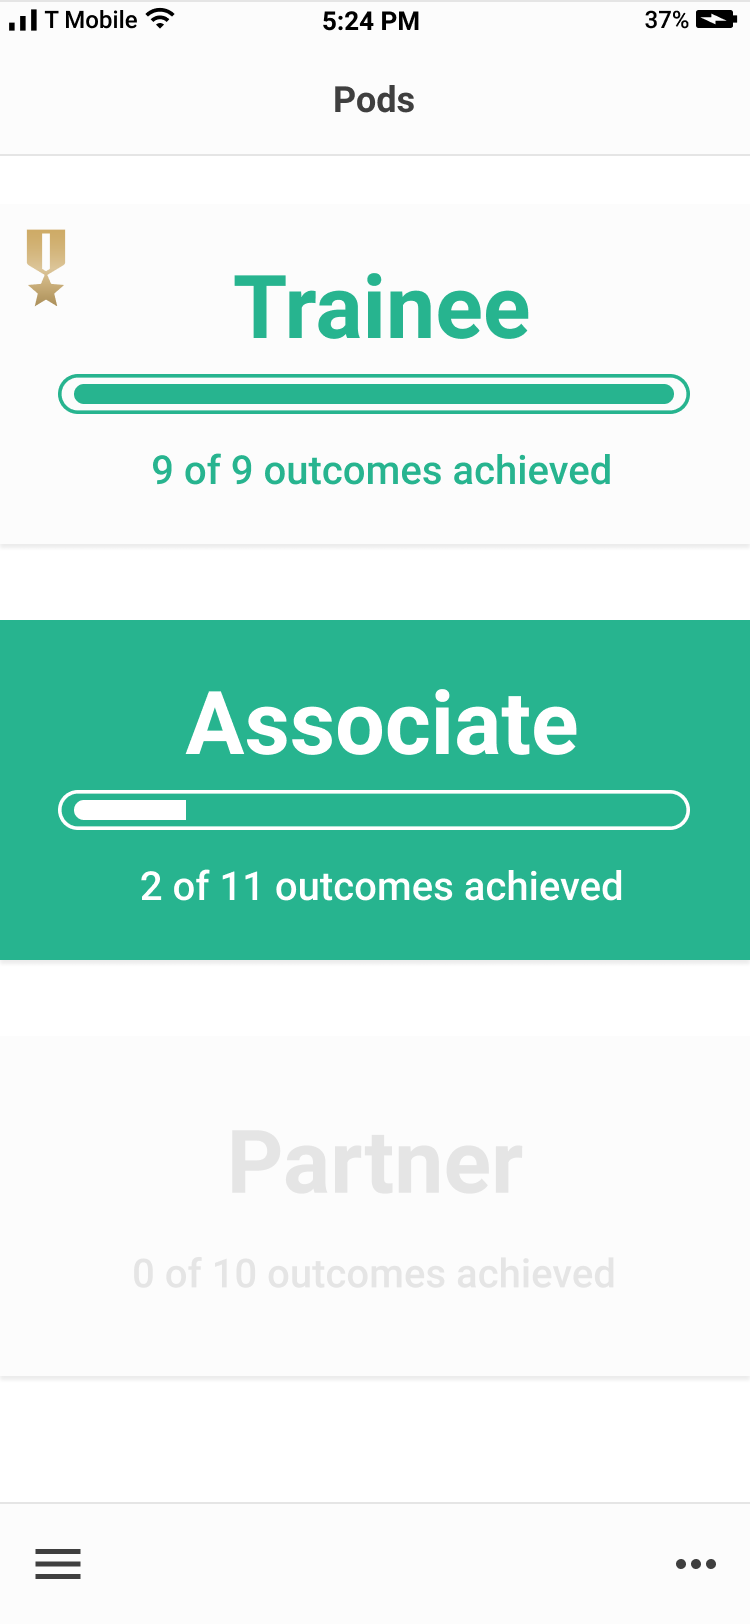 T Mobile 5:24 PM 37%
Pods
Trainee
9 of 9 outcomes achieved
Associate
2 of 11 outcomes achieved
Partner
0 of 10 outcomes achieved